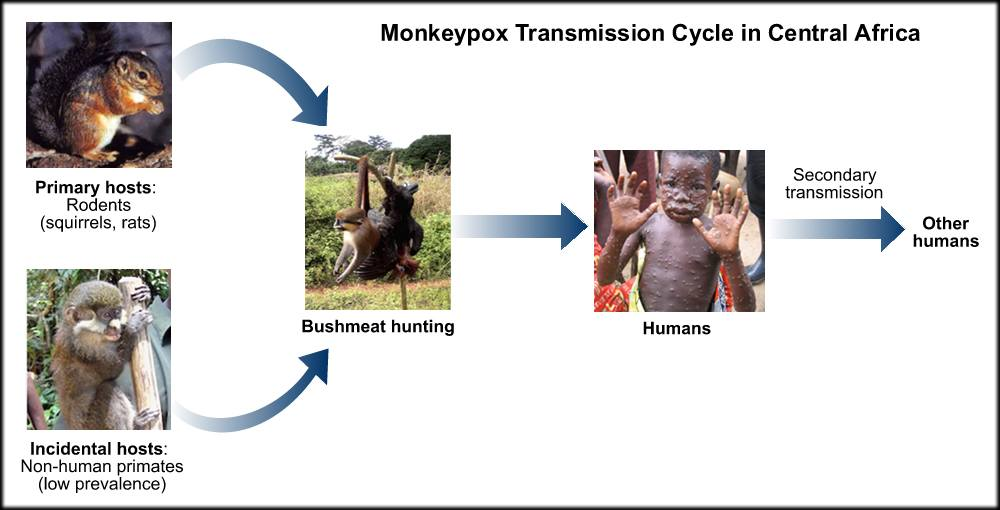 Monkeypox Transmission Cycle in Central Africa
Primary hosts:
Rodents
(squirrels, rats)
Incidental hosts:
Non-human primates
(low prevalence)
Bushmeat hunting
Humans
Secondary
transmission
Other
humans